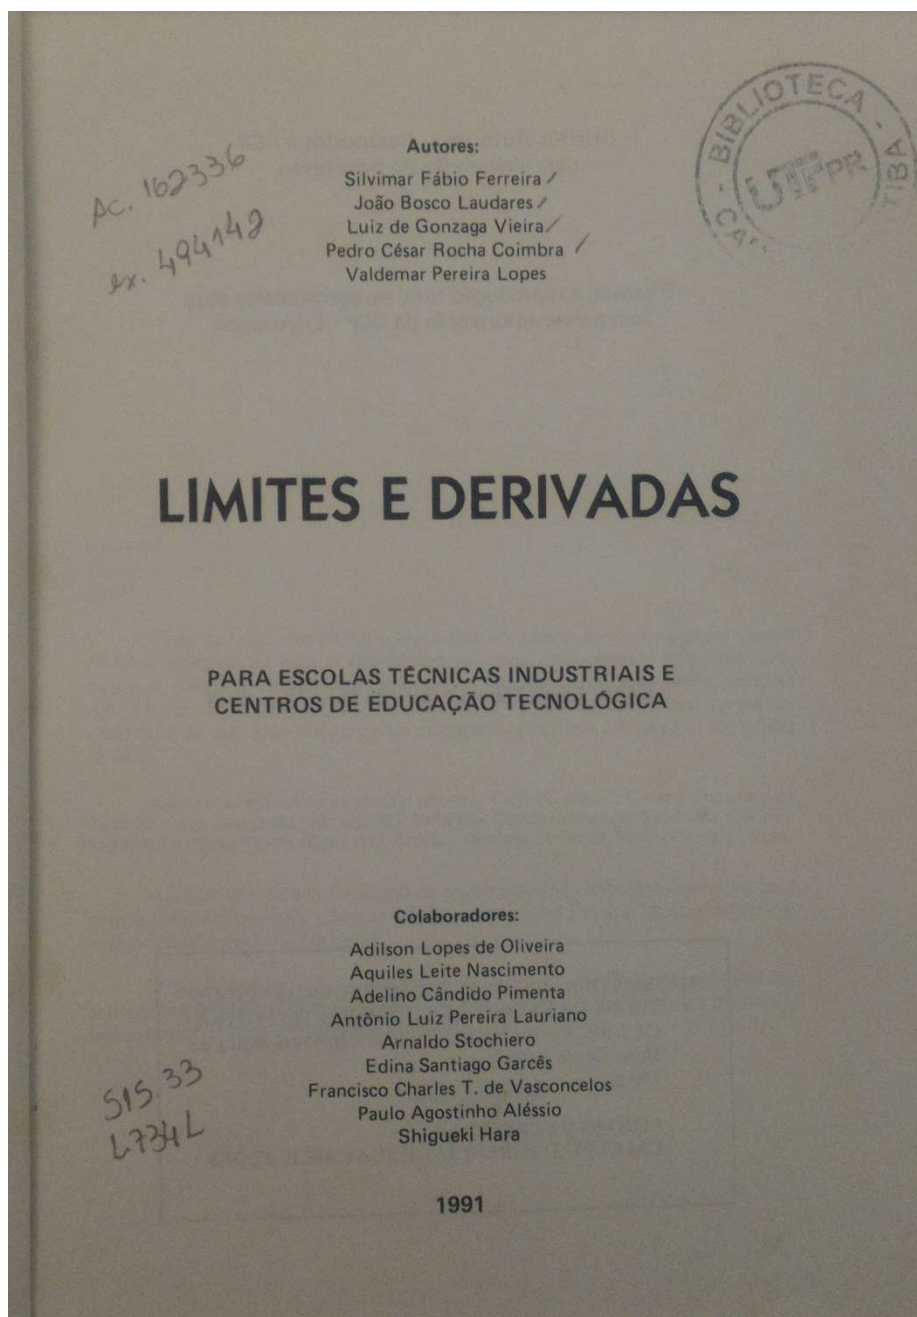 Autores:
Silvimar Fábio Ferreira
João Bosco Laudares
Luiz de Gonzaga Vieira
Pedro César Rocha Coimbra
Valdemar Pereira Lopes
Ac. 162336
ex. 494142
BIBLIOTECA
UTFPR
LIMITES E DERIVADAS
PARA ESCOLAS TÉCNICAS INDUSTRIAIS E
CENTROS DE EDUCAÇÃO TECNOLÓGICA
Colaboradores:
Adilson Lopes de Oliveira
Aquiles Leite Nascimento
Adelino Cândido Pimenta
Antônio Luiz Pereira Lauriano
Arnaldo Stochiero
Edina Santiago Garcês
Francisco Charles T. de Vasconcelos
Paulo Agostinho Aléssio
Shigueki Hara
515.33
L734L
1991